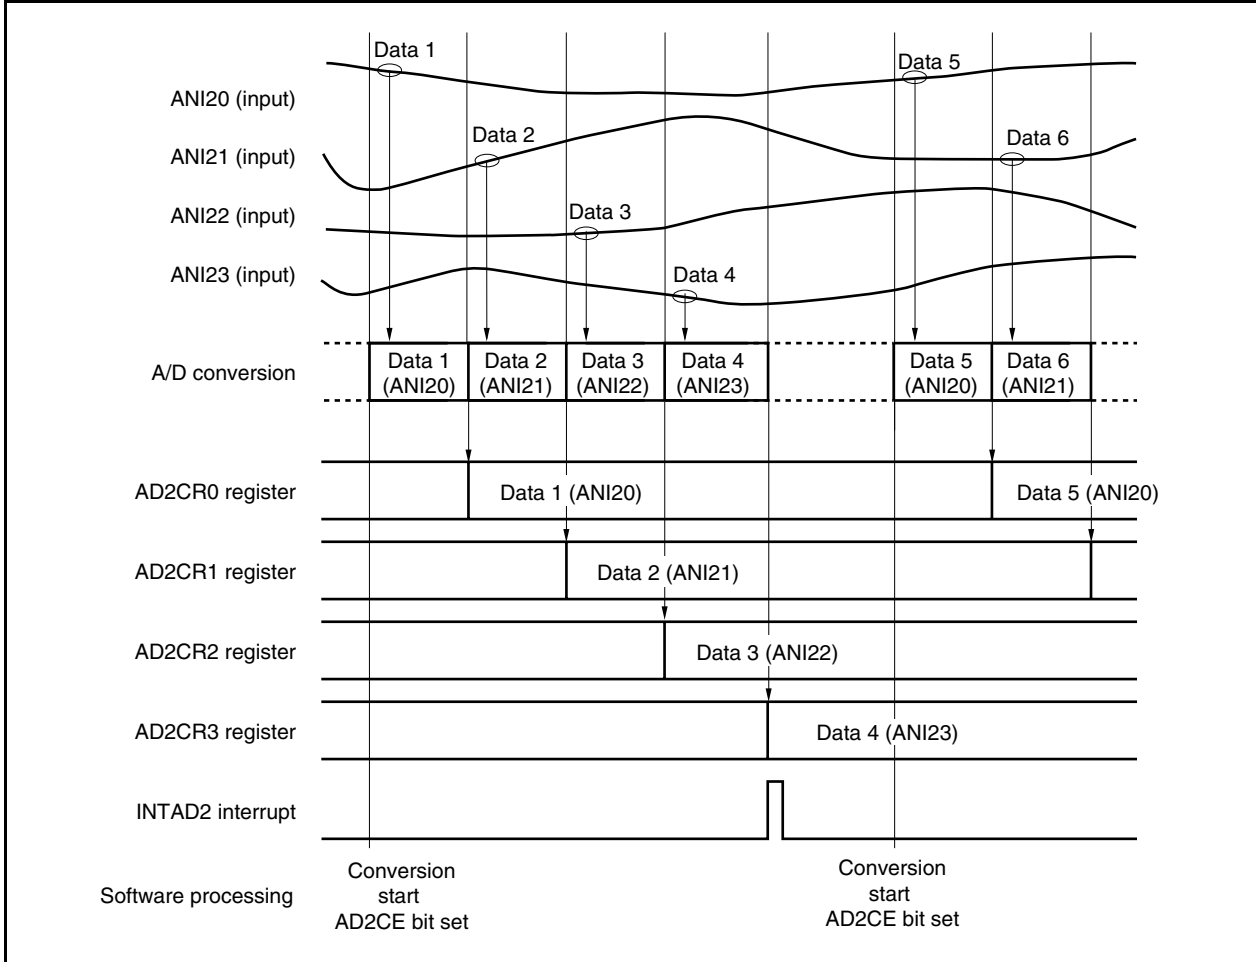 Data 1
Data 5
ANI20 (input)
Data 2
Data 6
ANI21 (input)
Data 3
ANI22 (input)
Data 4
ANI23 (input)
A/D conversion
Data 1
(ANI20)
Data 2
(ANI21)
Data 3
(ANI22)
Data 4
(ANI23)
Data 5
(ANI20)
Data 6
(ANI21)
AD2CR0 register
Data 1 (ANI20)
Data 5 (ANI20)
AD2CR1 register
Data 2 (ANI21)
AD2CR2 register
Data 3 (ANI22)
AD2CR3 register
Data 4 (ANI23)
INTAD2 interrupt
Software processing
Conversion
start
AD2CE bit set
Conversion
start
AD2CE bit set